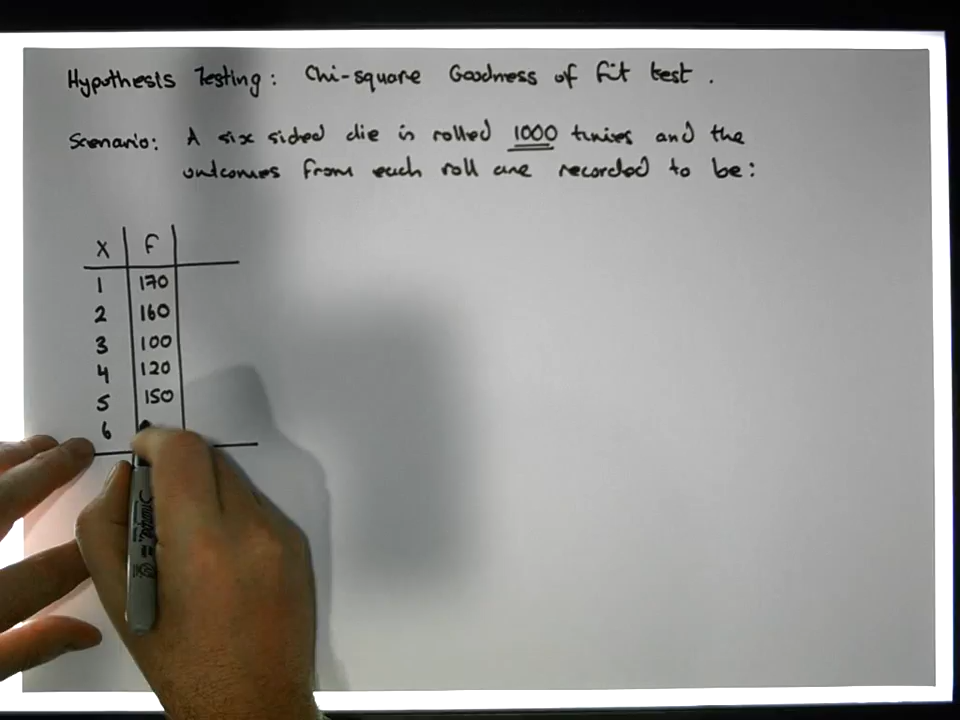 Hypothesis Testing: Chi-square Goodness of fit test.
Scenario: A six sided die is rolled 1000 times and the
outcomes from each roll are recorded to be:
X F
1 170
2 160
3 100
4 120
5 150
6
Sharpie